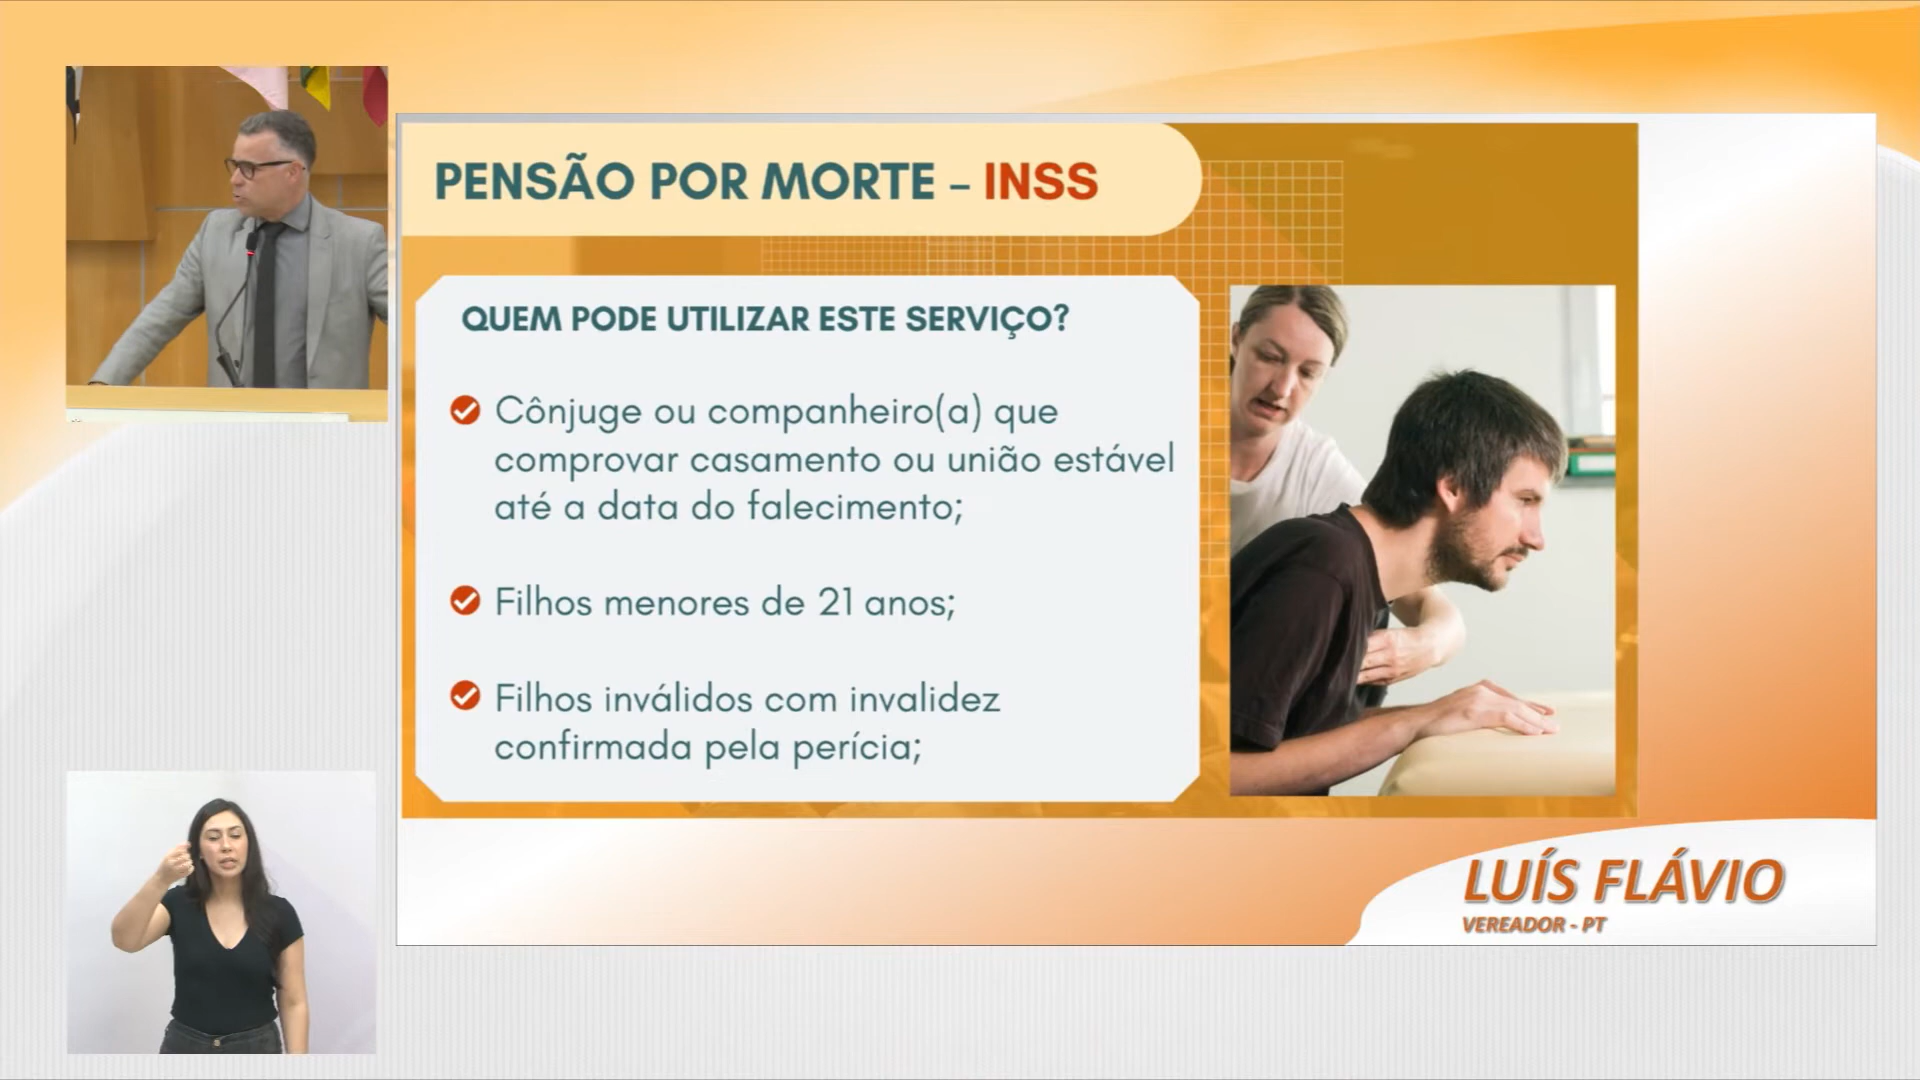 PENSÃO POR MORTE - INSS
QUEM PODE UTILIZAR ESTE SERVIÇO?
Cônjuge ou companheiro(a) que
comprovar casamento ou união estável
até a data do falecimento;
Filhos menores de 21 anos;
Filhos inválidos com invalidez
confirmada pela perícia;
LUÍS FLÁVIO
VEREADOR - PT